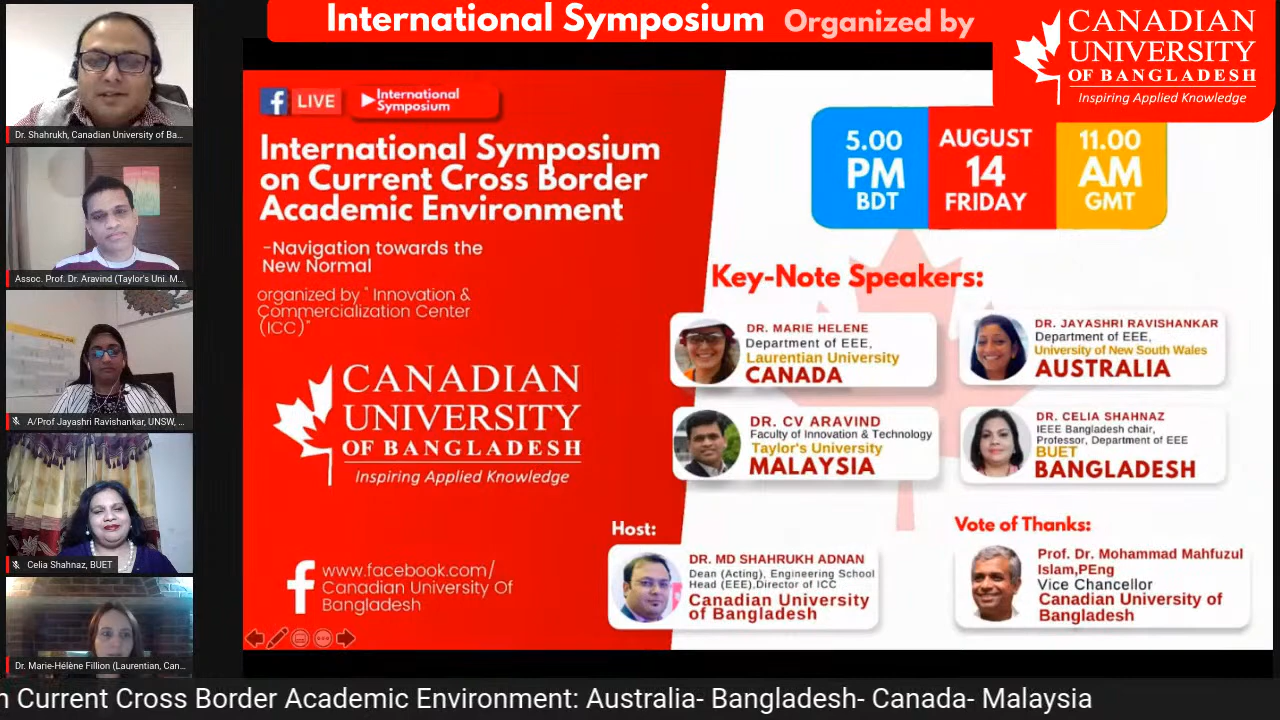 International Symposium Organized by
CANADIAN
UNIVERSITY
OF BANGLADESH
Inspiring Applied Knowledge
Dr. Shahrukh, Canadian University of Ba...
Assoc. Prof. Dr. Aravind (Taylor's Uni. M...
A/Prof Jayashri Ravishankar, UNSW, ...
Celia Shahnaz, BUET
Dr. Marie-Hélène Fillion (Laurentian, Can...
f LIVE
International
Symposium
International Symposium
on Current Cross Border
Academic Environment
-Navigation towards the
New Normal
organized by " Innovation &
Commercialization Center
(ICC)"
CANADIAN
UNIVERSITY
OF BANGLADESH
Inspiring Applied Knowledge
f www.facebook.com/
Canadian University Of
Bangladesh
5.00
PM
BDT
AUGUST
14
FRIDAY
11.00
AM
GMT
Key-Note Speakers:
DR. MARIE HELENE
Department of EEE,
Laurentian University
CANADA
DR. JAYASHRI RAVISHANKAR
Department of EEE,
University of New South Wales
AUSTRALIA
DR. CV ARAVIND
Faculty of Innovation & Technology
Taylor's University
MALAYSIA
DR. CELIA SHAHNAZ
IEEE Bangladesh chair,
Professor, Department of EEE
BUET
BANGLADESH
Host:
DR. MD SHAHRUKH ADNAN
Dean (Acting), Engineering School
Head (EEE),Director of ICC
Canadian University
of Bangladesh
Vote of Thanks:
Prof. Dr. Mohammad Mahfuzul
Islam,PEng
Vice Chancellor
Canadian University of
Bangladesh
n Current Cross Border Academic Environment: Australia- Bangladesh- Canada- Malaysia